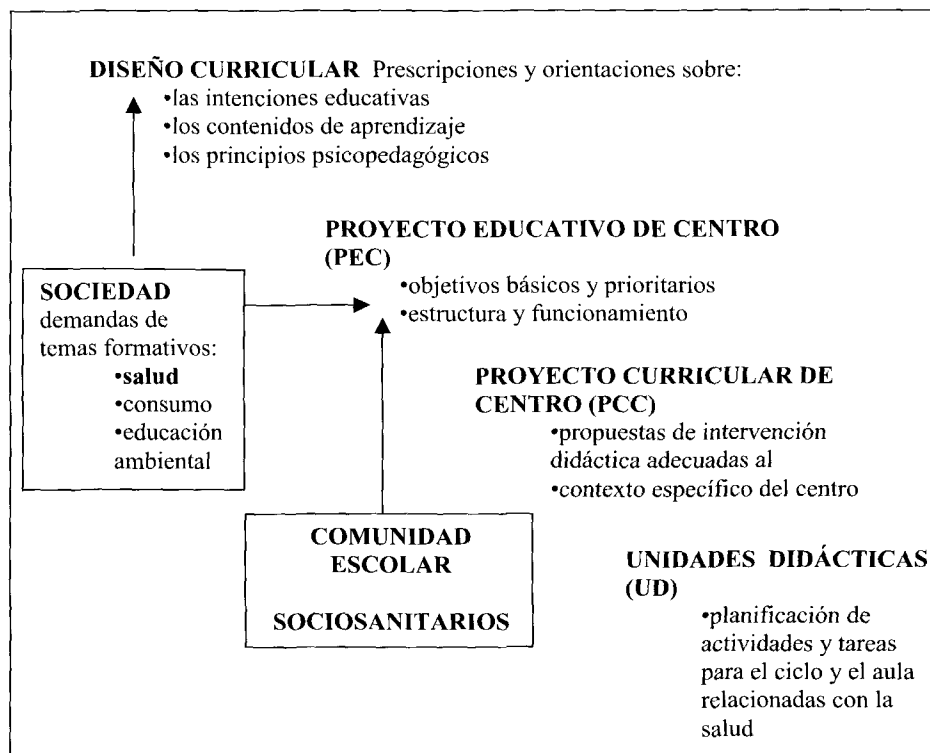 DISEÑO CURRICULAR Prescripciones y orientaciones sobre:
•las intenciones educativas
•los contenidos de aprendizaje
•los principios psicopedagógicos
PROYECTO EDUCATIVO DE CENTRO
(PEC)
•objetivos básicos y prioritarios
•estructura y funcionamiento
SOCIEDAD
demandas de
temas formativos:
•salud
•consumo
•educación
ambiental
PROYECTO CURRICULAR DE
CENTRO (PCC)
•propuestas de intervención
didáctica adecuadas al
•contexto específico del centro
COMUNIDAD
ESCOLAR
SOCIOSANITARIOS
UNIDADES DIDÁCTICAS
(UD)
•planificación de
actividades y tareas
para el ciclo y el aula
relacionadas con la
salud